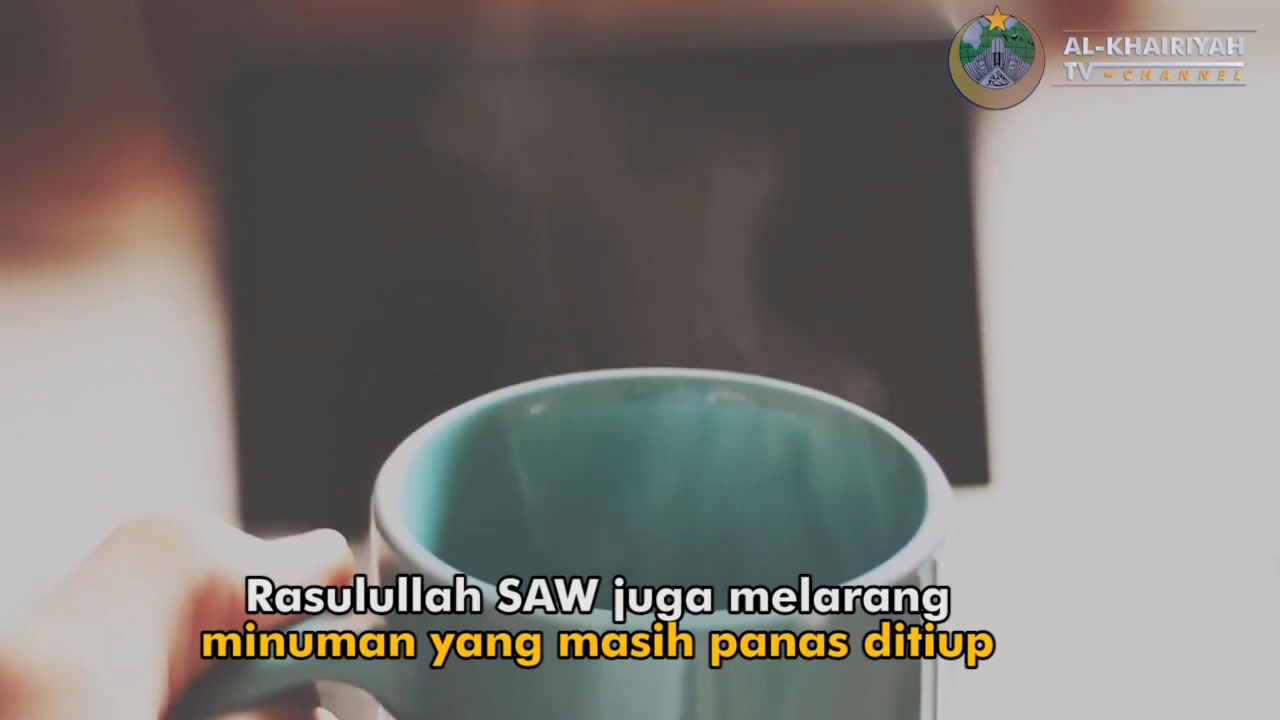 AL-KHAIRIYAH
TV - CHANNEL
Rasulullah SAW juga melarang
minuman yang masih panas ditiup